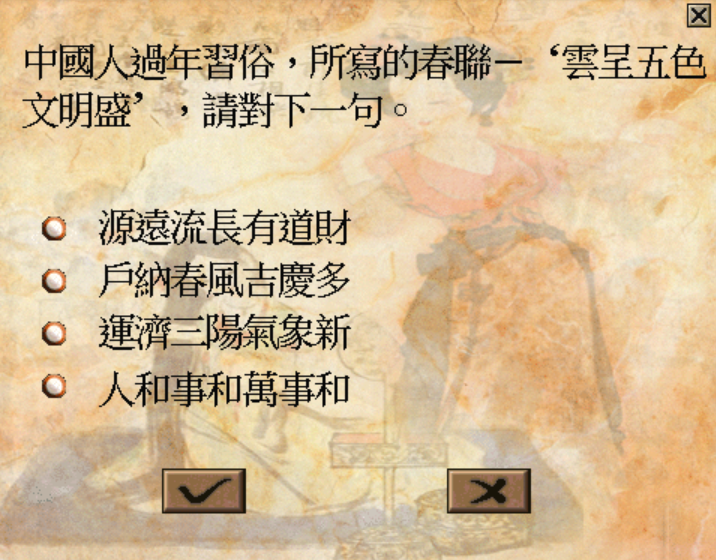 中國人過年習俗，所寫的春聯－‘雲呈五色
文明盛’，請對下一句。
源遠流長有道財
戶納春風吉慶多
運濟三陽氣象新
人和事和萬事和